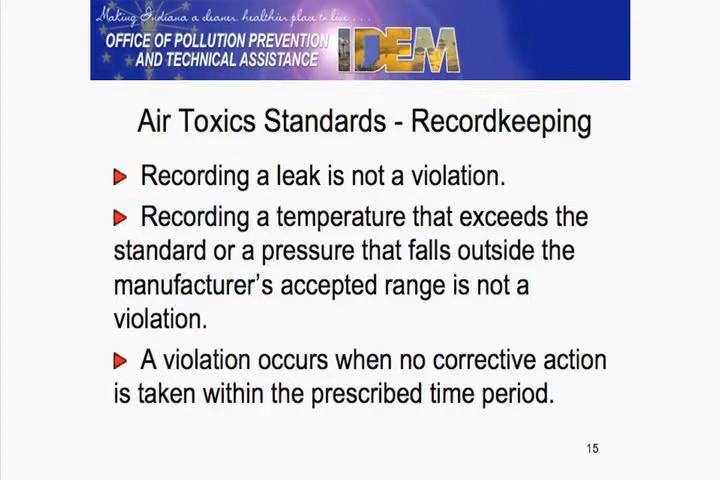 Making Indiana a cleaner, healthier place to live . . .
OFFICE OF POLLUTION PREVENTION
AND TECHNICAL ASSISTANCE
IDEM
Air Toxics Standards - Recordkeeping
Recording a leak is not a violation.
Recording a temperature that exceeds the
standard or a pressure that falls outside the
manufacturer's accepted range is not a
violation.
A violation occurs when no corrective action
is taken within the prescribed time period.
15